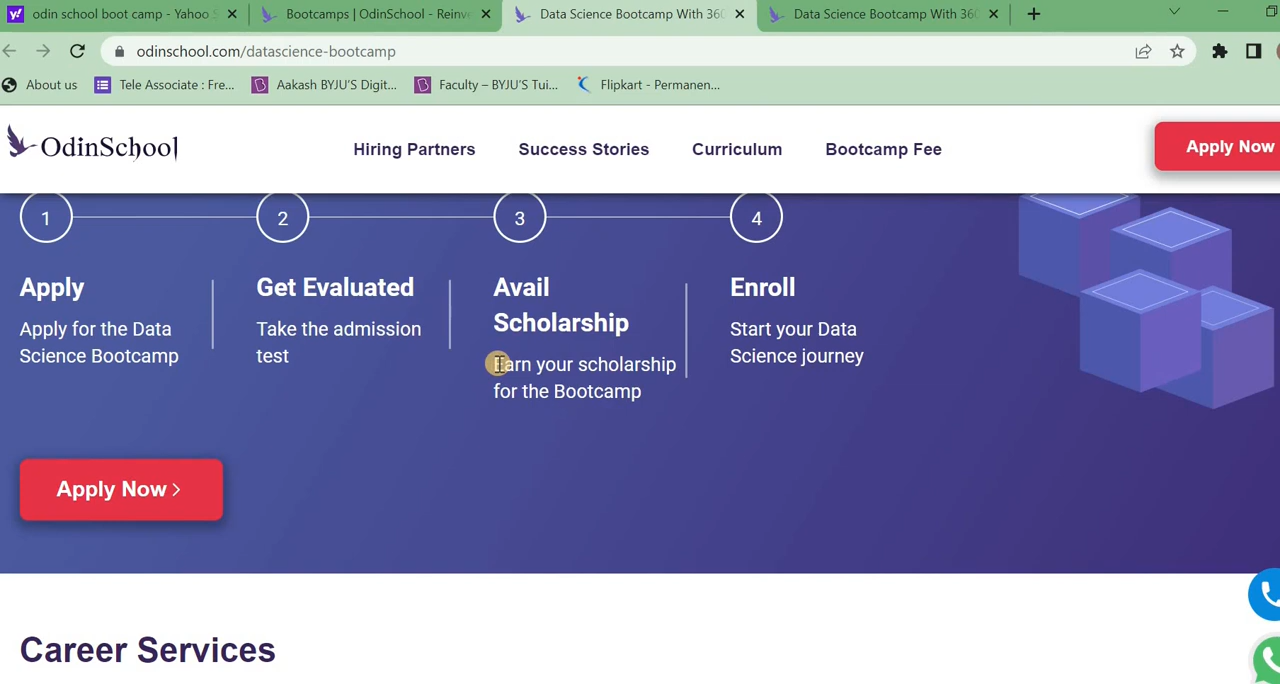 odin school boot camp - Yahoo S
Bootcamps | OdinSchool - Reinve
Data Science Bootcamp With 360
Data Science Bootcamp With 360
odinschool.com/datascience-bootcamp
About us
Tele Associate : Fre...
Aakash BYJU'S Digit...
Faculty – BYJU'S Tui...
Flipkart - Permanen...
OdinSchool
Hiring Partners
Success Stories
Curriculum
Bootcamp Fee
Apply Now
1
2
3
4
Apply
Apply for the Data
Science Bootcamp
Get Evaluated
Take the admission
test
Avail
Scholarship
Earn your scholarship
for the Bootcamp
Enroll
Start your Data
Science journey
Apply Now
Career Services